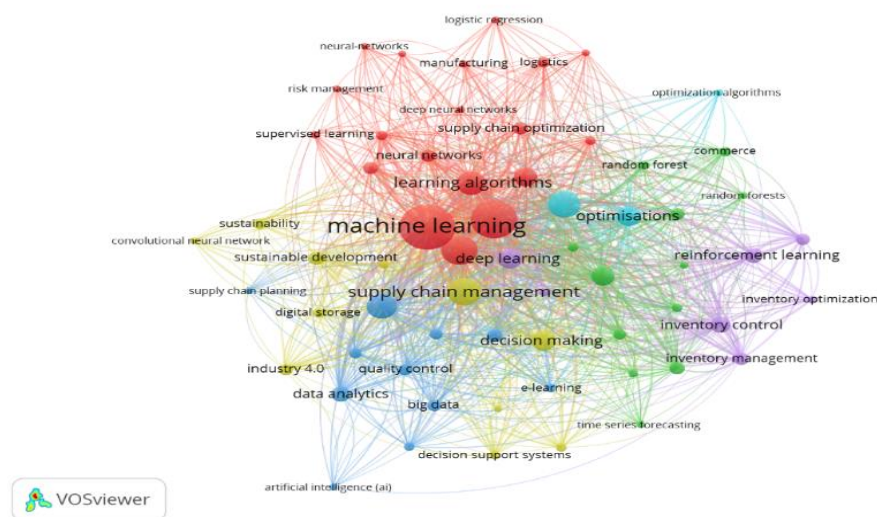 logistic regression
neural-networks
manufacturing
logistics
risk management
optimization algorithms
deep neural networks
supervised learning
supply chain optimization
commerce
neural networks
random forest
learning algorithms
random forests
optimisations
machine learning
sustainability
convolutional neural network
sustainable development
deep learning
reinforcement learning
supply chain planning
supply chain management
inventory optimization
digital storage
inventory control
decision making
inventory management
industry 4.0
quality control
e-learning
data analytics
big data
time series forecasting
decision support systems
artificial intelligence (ai)
VOSviewer